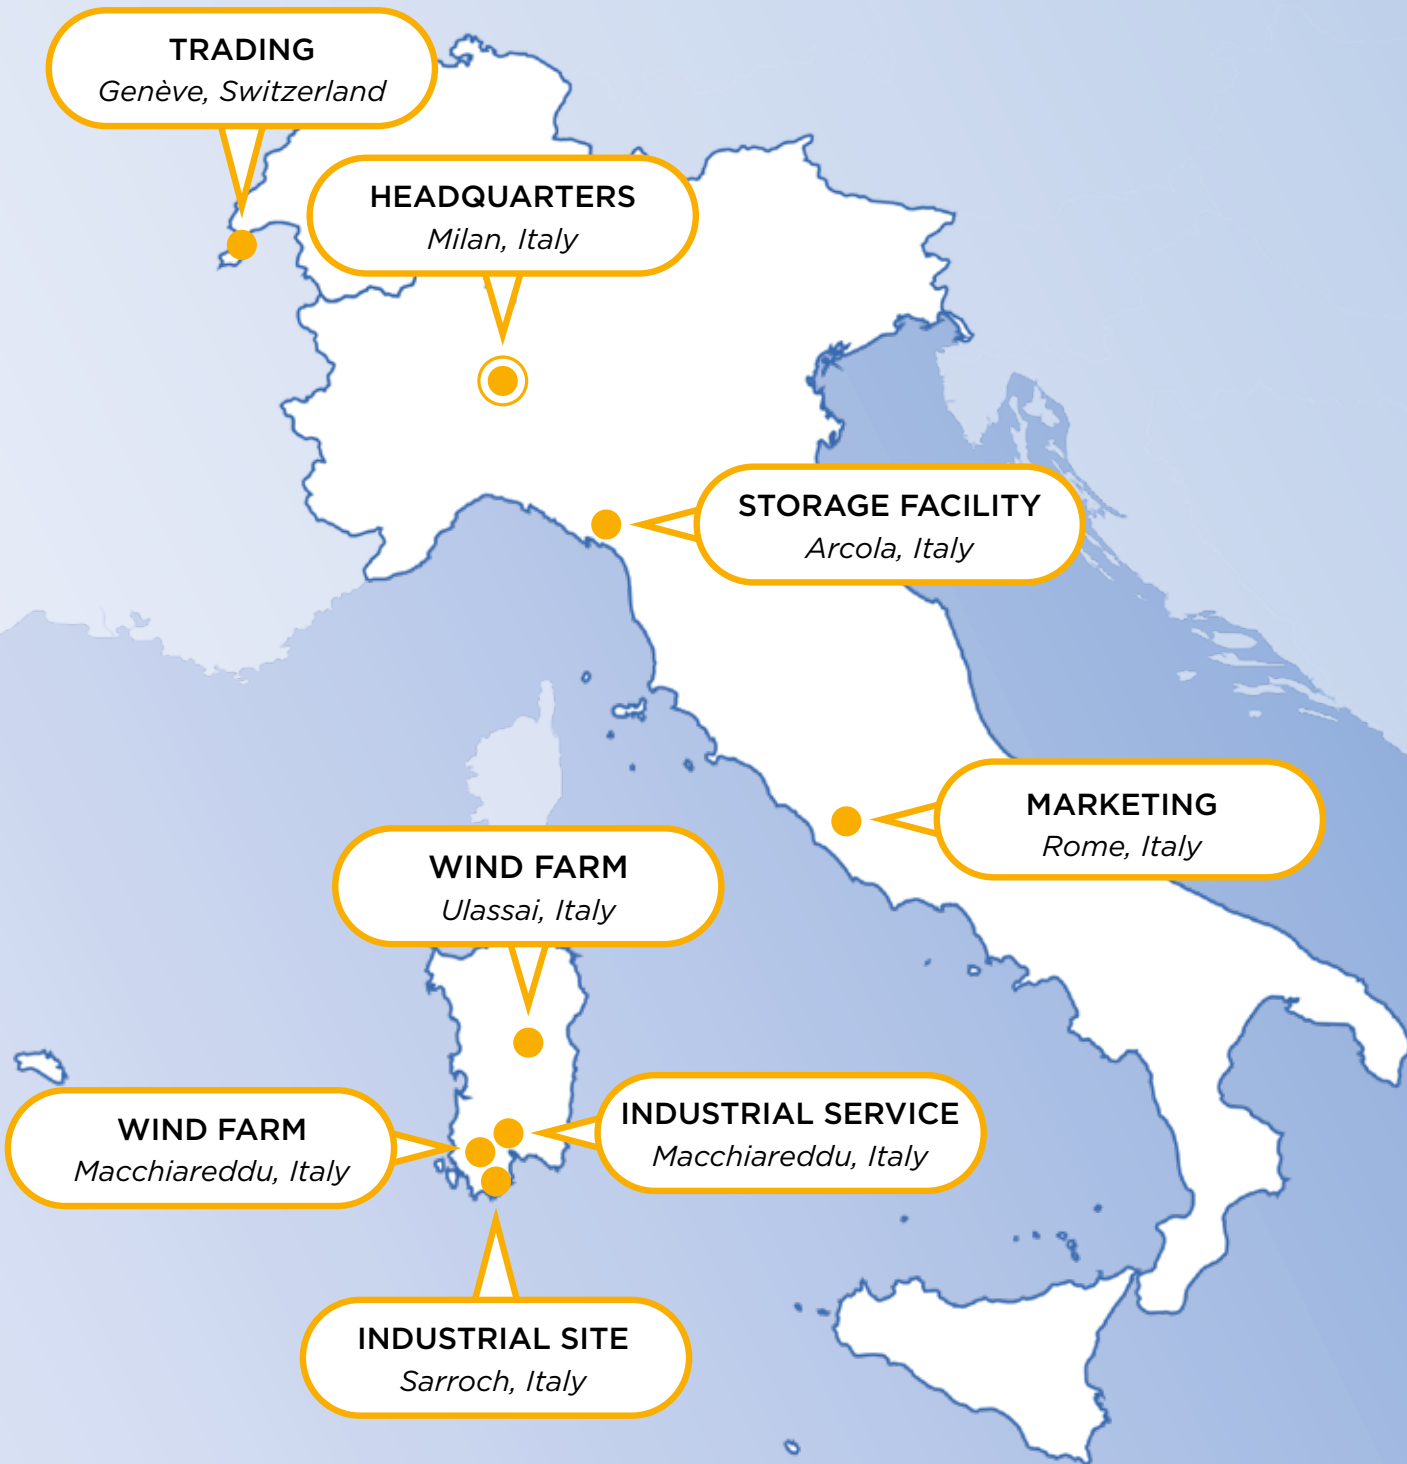 TRADING
Genève, Switzerland
HEADQUARTERS
Milan, Italy
STORAGE FACILITY
Arcola, Italy
MARKETING
Rome, Italy
WIND FARM
Ulassai, Italy
INDUSTRIAL SERVICE
Macchiareddu, Italy
WIND FARM
Macchiareddu, Italy
INDUSTRIAL SITE
Sarroch, Italy